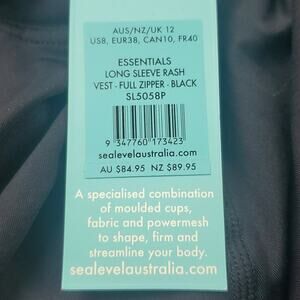 AUS/NZ/UK 12
US8, EUR38, CAN10, FR40
ESSENTIALS
LONG SLEEVE RASH
VEST - FULL ZIPPER - BLACK
SL5058P
9 347760 173423
sealevelaustralia.com
AU $84.95 NZ $89.95
A specialised combination
of moulded cups,
fabric and powermesh
to shape, firm and
streamline your body.
sealevelaustralia.com